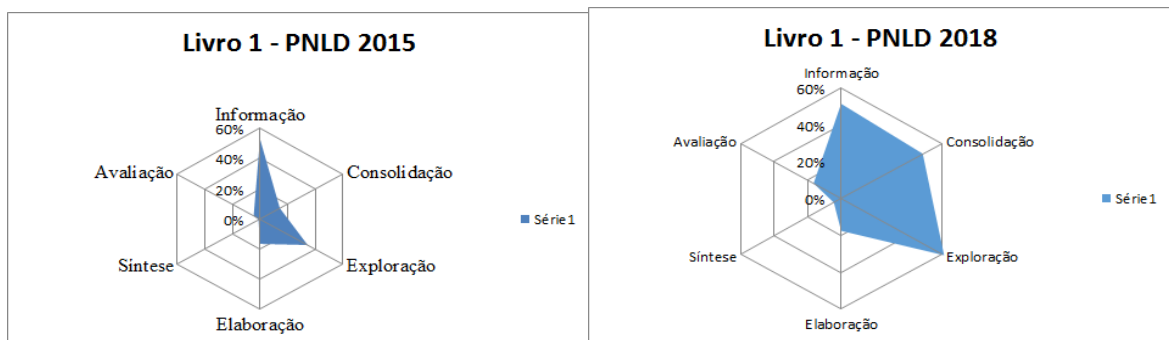 Livro 1 - PNLD 2015
Informação
60%
40%
20%
0%
Avaliação
Consolidação
Síntese
Exploração
Elaboração
Série1
Livro 1 - PNLD 2018
Informação
60%
40%
20%
0%
Avaliação
Consolidação
Síntese
Exploração
Elaboração
Série1